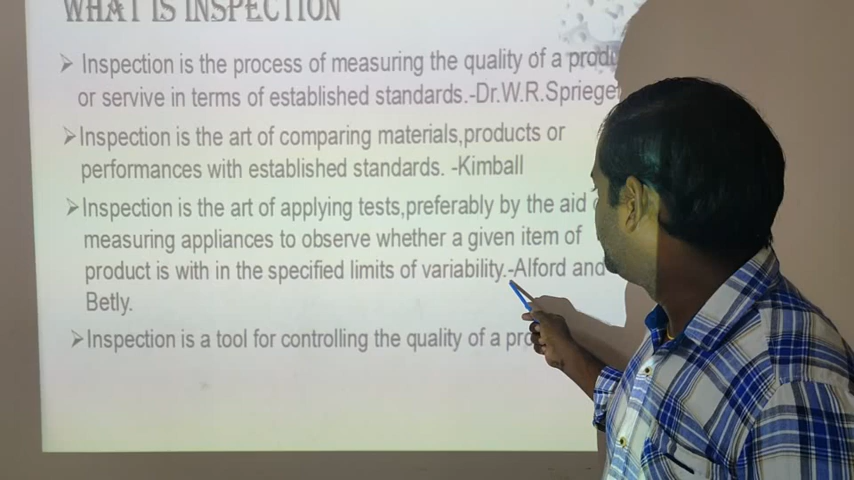 WHAT IS INSPECTION
➢ Inspection is the process of measuring the quality of a
or servive in terms of established standards.-Dr.W.R.Spriegel
➢Inspection is the art of comparing materials,products or
performances with established standards. -Kimball
➢Inspection is the art of applying tests,preferably by the aid
measuring appliances to observe whether a given item of
product is with in the specified limits of variability.-Alford and
Betly.
➢Inspection is a tool for controlling the quality of a